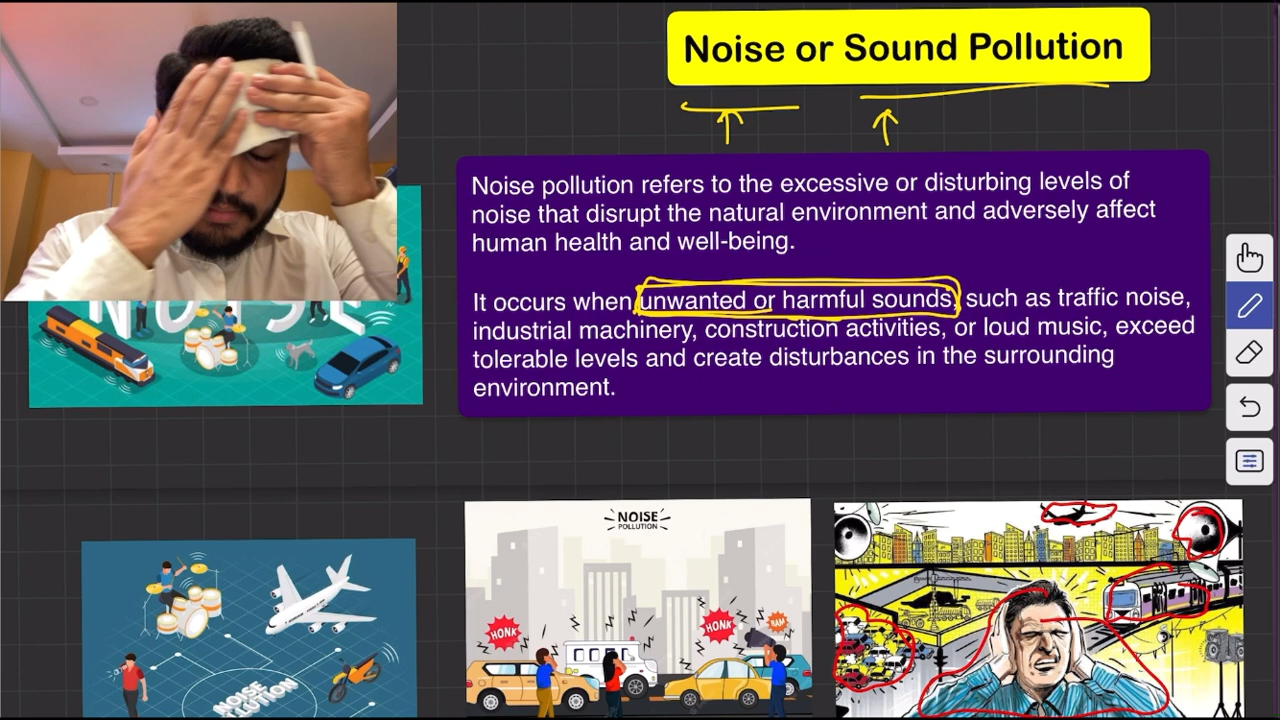 Noise or Sound Pollution
Noise pollution refers to the excessive or disturbing levels of
noise that disrupt the natural environment and adversely affect
human health and well-being.
It occurs when unwanted or harmful sounds, such as traffic noise,
industrial machinery, construction activities, or loud music, exceed
tolerable levels and create disturbances in the surrounding
environment.
NOISE
NOISE
POLLUTION
HONK
HONK
BAM
NOISE